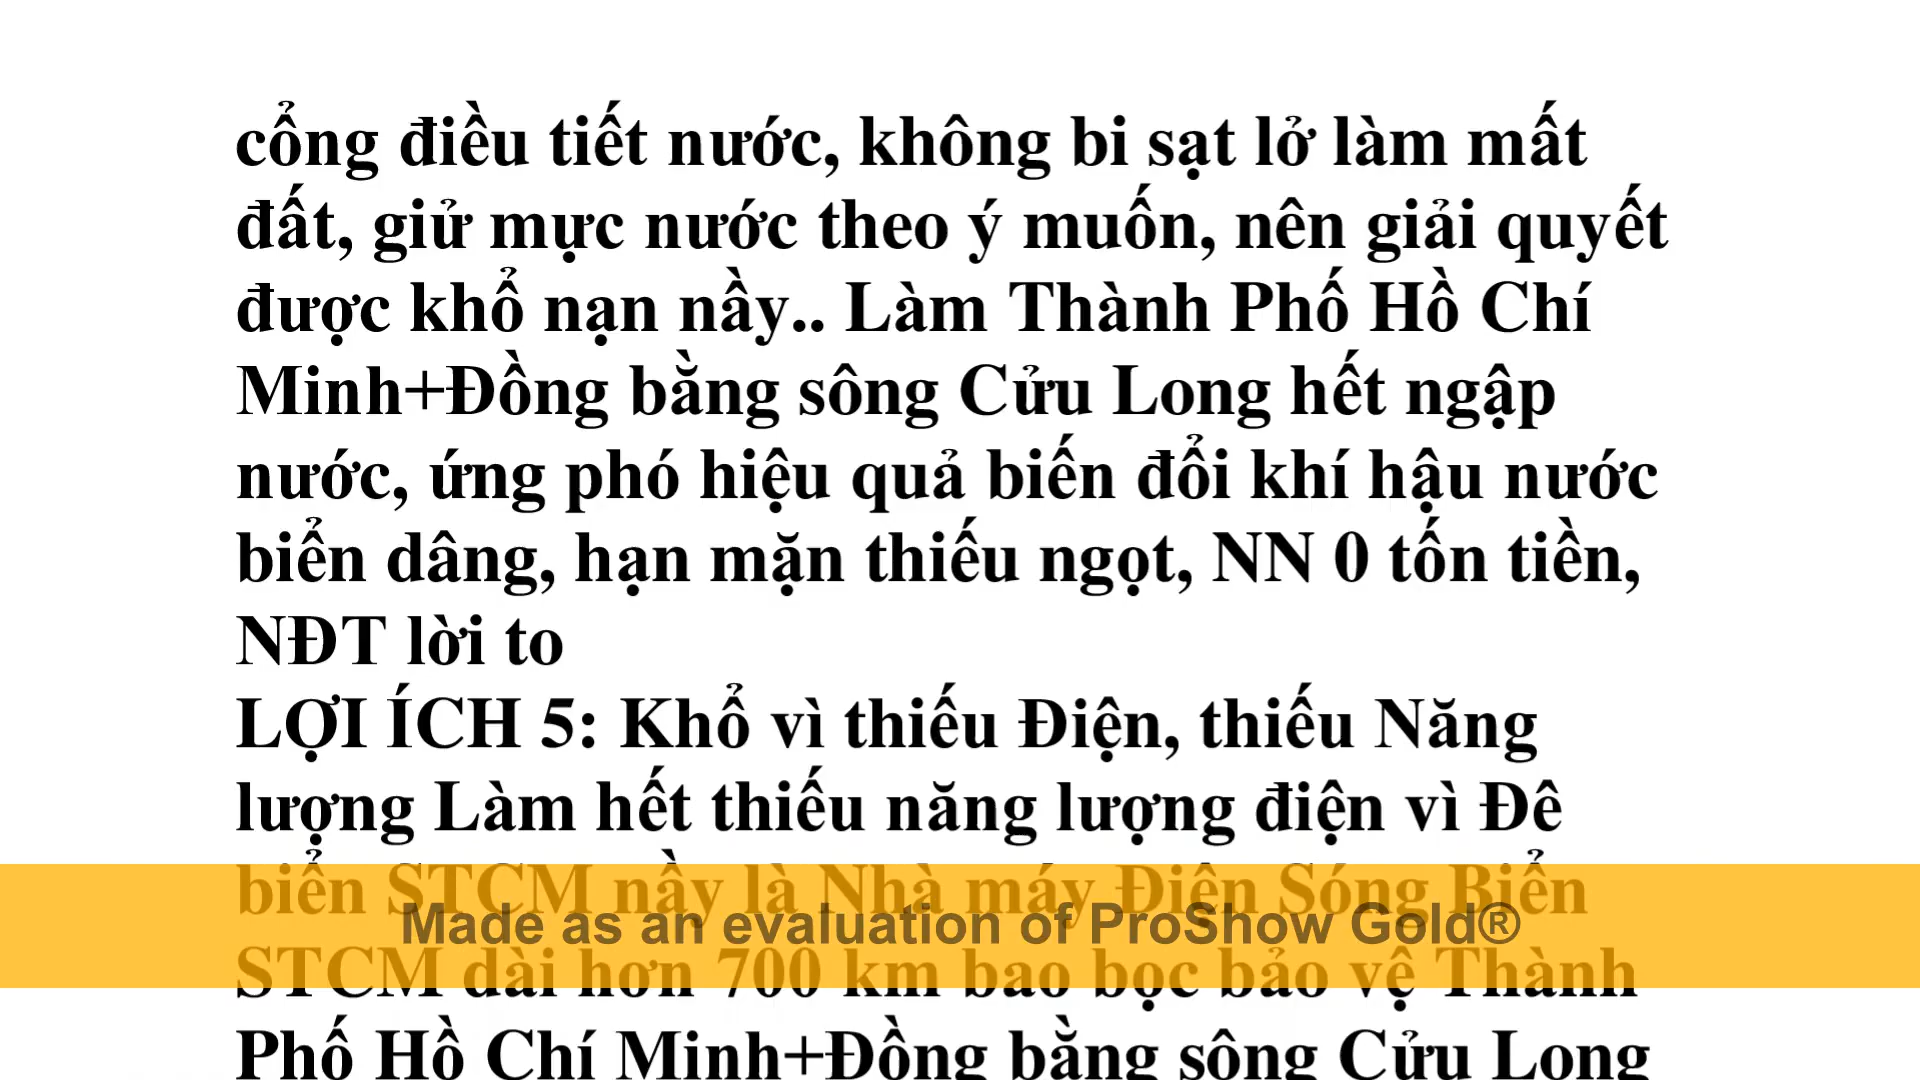 cổng điều tiết nước, không bi sạt lở làm mất
đất, giử mực nước theo ý muốn, nên giải quyết
được khổ nạn nầy.. Làm Thành Phố Hồ Chí
Minh+Đồng bằng sông Cửu Long hết ngập
nước, ứng phó hiệu quả biến đổi khí hậu nước
biển dâng, hạn mặn thiếu ngọt, NN 0 tốn tiền,
NĐT lời to
LỢI ÍCH 5: Khổ vì thiếu Điện, thiếu Năng
lượng Làm hết thiếu năng lượng điện vì Đê
biển STCM nầy là Nhà máy Điện Sóng Biển
Made as an evaluation of ProShow Gold®
STCM dài hơn 700 km bao bọc bảo vệ Thành
Phố Hồ Chí Minh+Đồng bằng sông Cửu Long